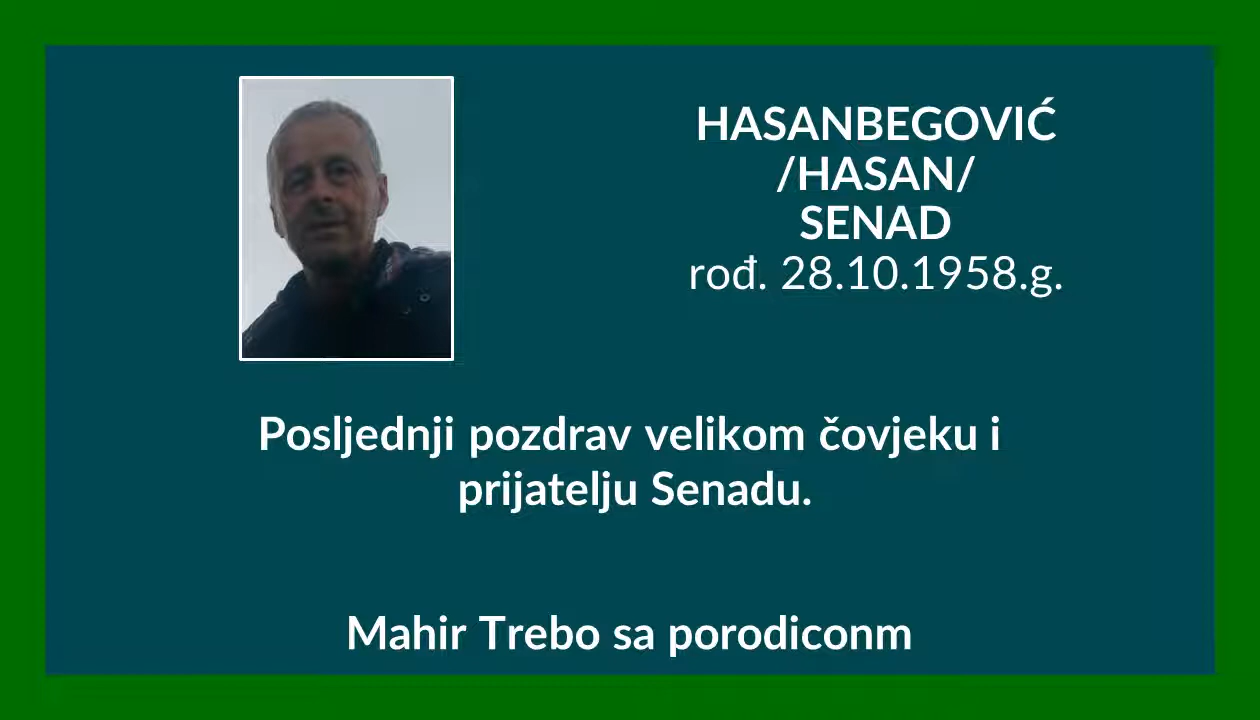 HASANBEGOVIĆ
/HASAN/
SENAD
rođ. 28.10.1958.g.
Posljednji pozdrav velikom čovjeku i
prijatelju Senadu.
Mahir Trebo sa porodiconm